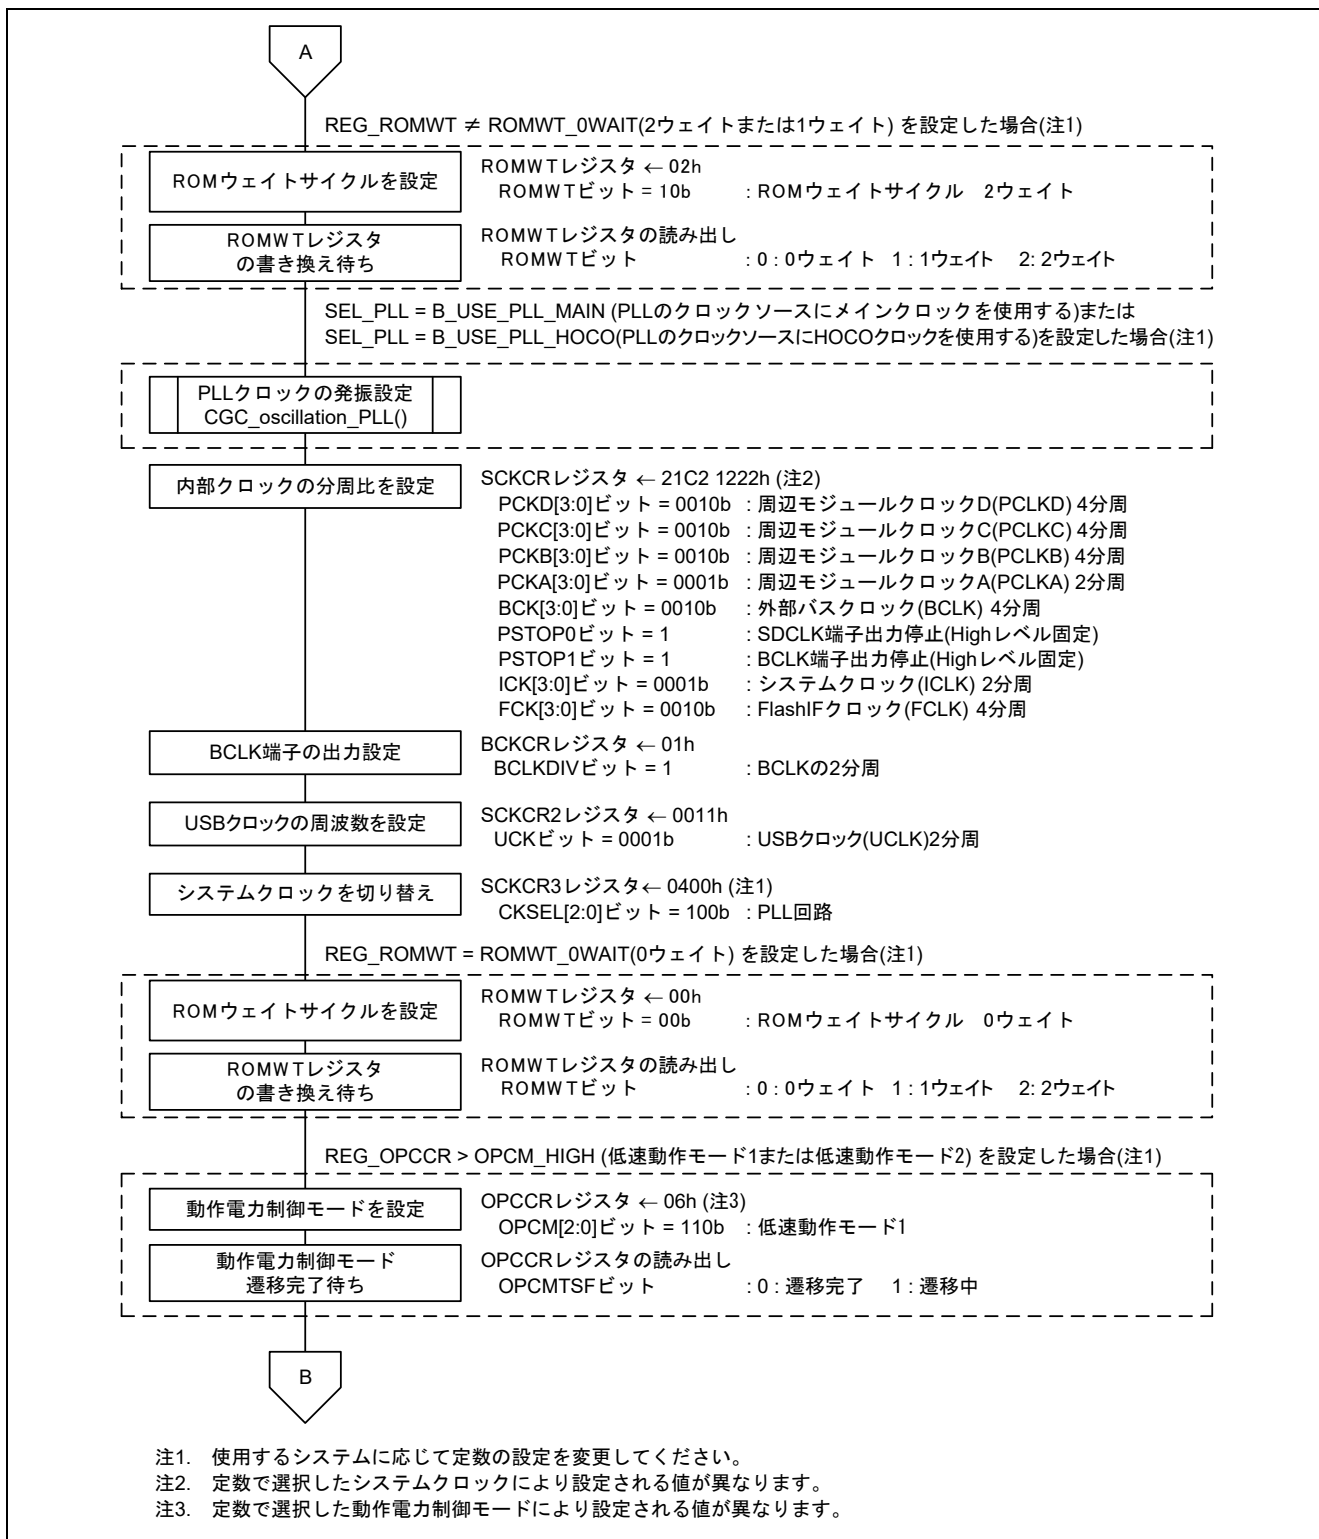 A
REG_ROMWT ≠ ROMWT_0WAIT(2ウェイトまたは1ウェイト) を設定した場合(注1)
ROMウェイトサイクルを設定
ROMWTレジスタ ← 02h
ROMWTビット = 10b : ROMウェイトサイクル 2ウェイト
ROMWTレジスタ
の書き換え待ち
ROMWTレジスタの読み出し
ROMWTビット : 0 : 0ウェイト 1 : 1ウェイト 2: 2ウェイト
SEL_PLL = B_USE_PLL_MAIN (PLLのクロックソースにメインクロックを使用する)または
SEL_PLL = B_USE_PLL_HOCO(PLLのクロックソースにHOCOクロックを使用する)を設定した場合(注1)
PLLクロックの発振設定
CGC_oscillation_PLL()
内部クロックの分周比を設定
SCKCRレジスタ ← 21C2 1222h (注2)
PCKD[3:0]ビット = 0010b : 周辺モジュールクロックD(PCLKD) 4分周
PCKC[3:0]ビット = 0010b : 周辺モジュールクロックC(PCLKC) 4分周
PCKB[3:0]ビット = 0010b : 周辺モジュールクロックB(PCLKB) 4分周
PCKA[3:0]ビット = 0001b : 周辺モジュールクロックA(PCLKA) 2分周
BCK[3:0]ビット = 0010b : 外部バスクロック(BCLK) 4分周
PSTOP0ビット = 1 : SDCLK端子出力停止(Highレベル固定)
PSTOP1ビット = 1 : BCLK端子出力停止(Highレベル固定)
ICK[3:0]ビット = 0001b : システムクロック(ICLK) 2分周
FCK[3:0]ビット = 0010b : FlashIFクロック(FCLK) 4分周
BCLK端子の出力設定
BCKCRレジスタ ← 01h
BCLKDIVビット = 1 : BCLKの2分周
USBクロックの周波数を設定
SCKCR2レジスタ ← 0011h
UCKビット = 0001b : USBクロック(UCLK)2分周
システムクロックを切り替え
SCKCR3レジスタ← 0400h (注1)
CKSEL[2:0]ビット = 100b : PLL回路
REG_ROMWT = ROMWT_0WAIT(0ウェイト) を設定した場合(注1)
ROMウェイトサイクルを設定
ROMWTレジスタ ← 00h
ROMWTビット = 00b : ROMウェイトサイクル 0ウェイト
ROMWTレジスタ
の書き換え待ち
ROMWTレジスタの読み出し
ROMWTビット : 0 : 0ウェイト 1 : 1ウェイト 2: 2ウェイト
REG_OPCCR > OPCM_HIGH (低速動作モード1または低速動作モード2) を設定した場合(注1)
動作電力制御モードを設定
OPCCRレジスタ ← 06h (注3)
OPCM[2:0]ビット = 110b : 低速動作モード1
動作電力制御モード
遷移完了待ち
OPCCRレジスタの読み出し
OPCMTSFビット : 0 : 遷移完了 1 : 遷移中
B
注1. 使用するシステムに応じて定数の設定を変更してください。
注2. 定数で選択したシステムクロックにより設定される値が異なります。
注3. 定数で選択した動作電力制御モードにより設定される値が異なります。